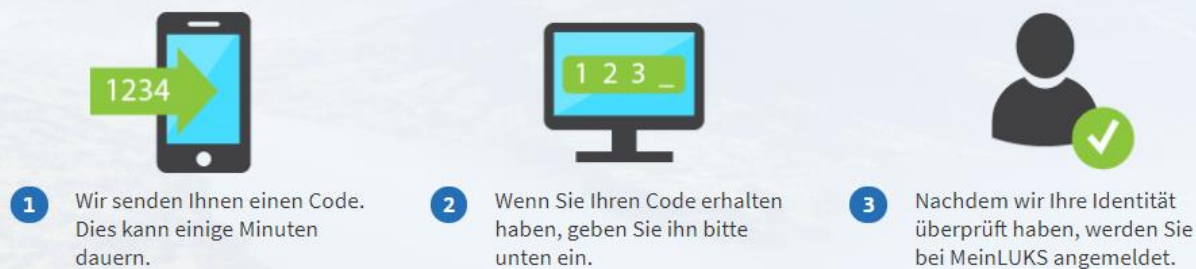 1234
1 2 3 _
1
Wir senden Ihnen einen Code.
Dies kann einige Minuten
dauern.
2
Wenn Sie Ihren Code erhalten
haben, geben Sie ihn bitte
unten ein.
3
Nachdem wir Ihre Identität
überprüft haben, werden Sie
bei MeinLUKS angemeldet.